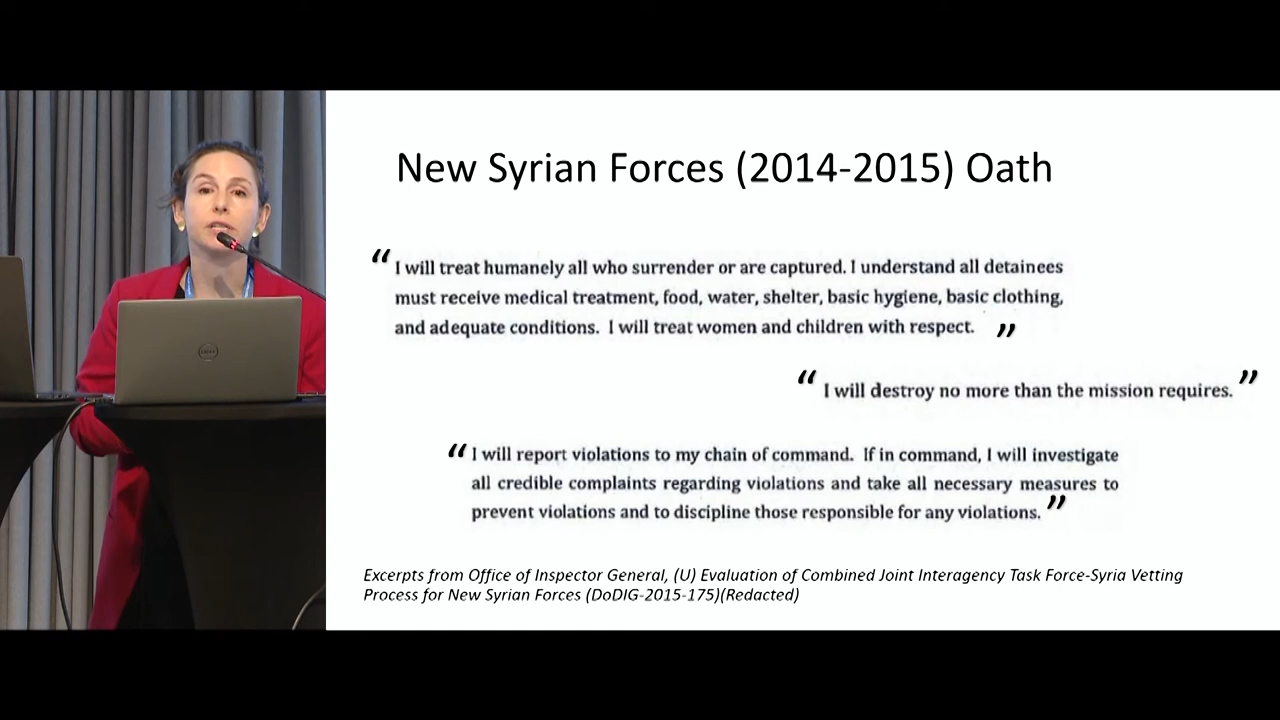 New Syrian Forces (2014-2015) Oath
“ I will treat humanely all who surrender or are captured. I understand all detainees
must receive medical treatment, food, water, shelter, basic hygiene, basic clothing,
and adequate conditions. I will treat women and children with respect. ”
“ I will destroy no more than the mission requires. ”
“ I will report violations to my chain of command. If in command, I will investigate
all credible complaints regarding violations and take all necessary measures to
prevent violations and to discipline those responsible for any violations. ”
Excerpts from Office of Inspector General, (U) Evaluation of Combined Joint Interagency Task Force-Syria Vetting
Process for New Syrian Forces (DoDIG-2015-175)(Redacted)
DELL